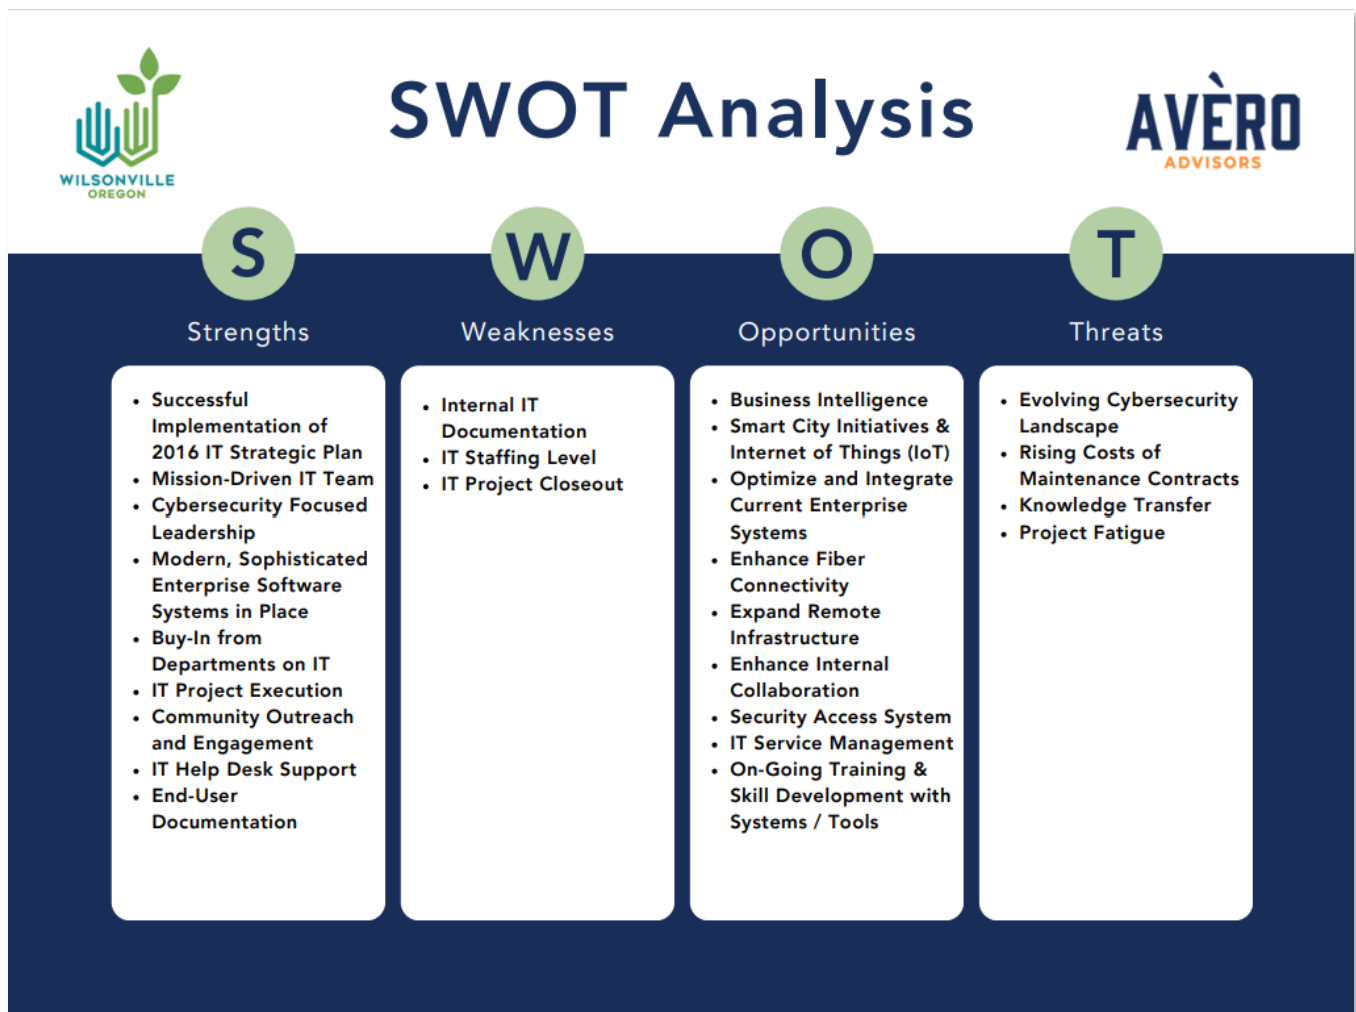 WILSONVILLE
OREGON
SWOT Analysis
AVÈRO
ADVISORS
S
Strengths
• Successful
Implementation of
2016 IT Strategic Plan
• Mission-Driven IT Team
• Cybersecurity Focused
Leadership
• Modern, Sophisticated
Enterprise Software
Systems in Place
• Buy-In from
Departments on IT
• IT Project Execution
• Community Outreach
and Engagement
• IT Help Desk Support
• End-User
Documentation
W
Weaknesses
• Internal IT
Documentation
• IT Staffing Level
• IT Project Closeout
O
Opportunities
• Business Intelligence
• Smart City Initiatives &
Internet of Things (IoT)
• Optimize and Integrate
Current Enterprise
Systems
• Enhance Fiber
Connectivity
• Expand Remote
Infrastructure
• Enhance Internal
Collaboration
• Security Access System
• IT Service Management
• On-Going Training &
Skill Development with
Systems / Tools
T
Threats
• Evolving Cybersecurity
Landscape
• Rising Costs of
Maintenance Contracts
• Knowledge Transfer
• Project Fatigue